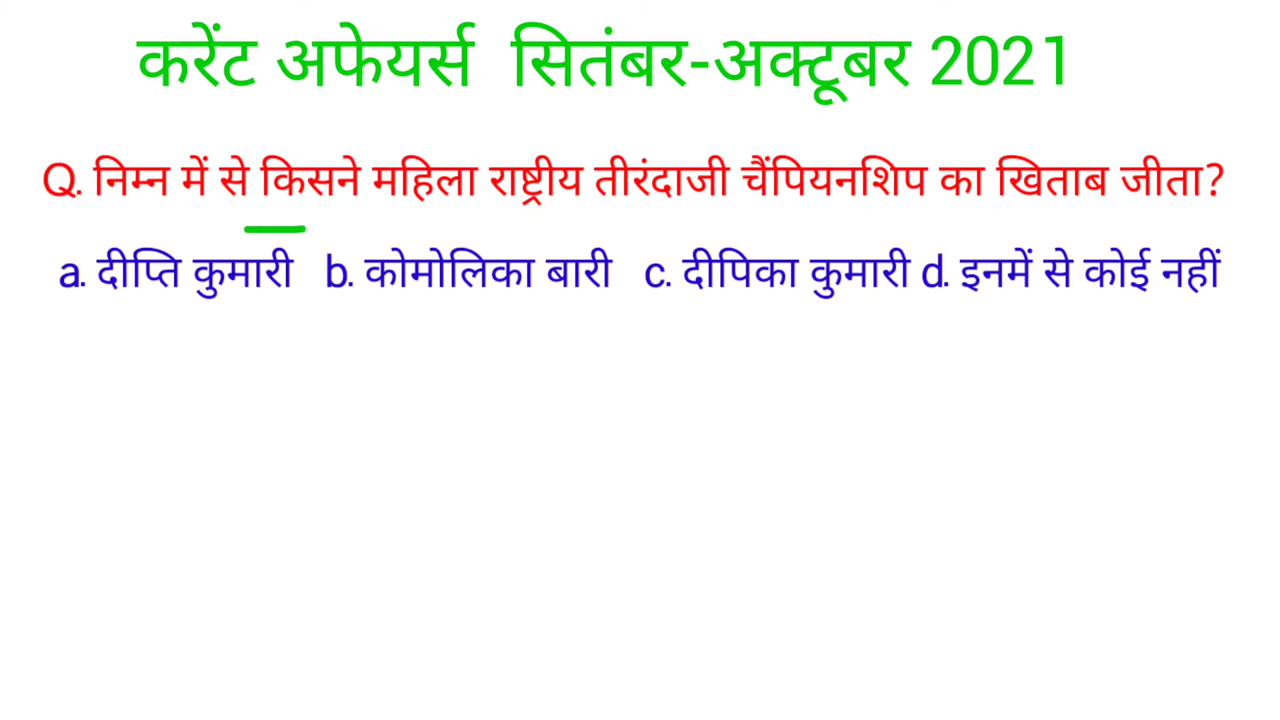 करेंट अफेयर्स सितंबर-अक्टूबर 2021
Q. निम्न में से किसने महिला राष्ट्रीय तीरंदाजी चैंपियनशिप का खिताब जीता?
a. दीप्ति कुमारी b. कोमोलिका बारी c. दीपिका कुमारी d. इनमें से कोई नहीं